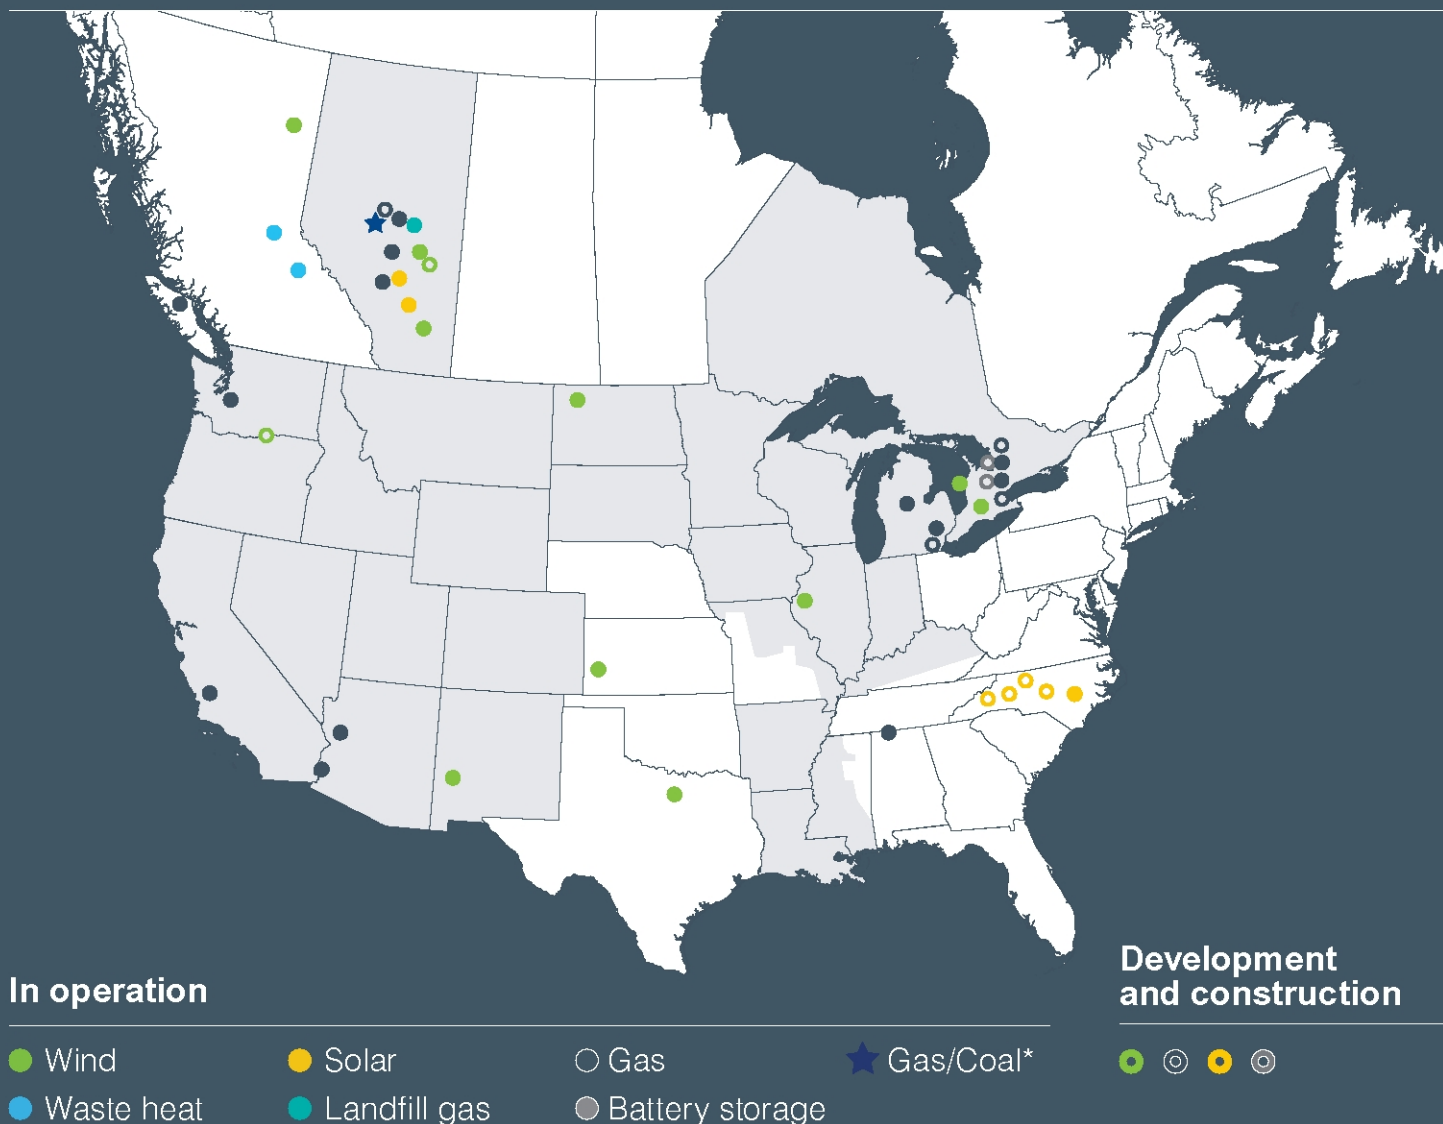 In operation
Development
and construction
Wind
Solar
Gas
Gas/Coal*
Waste heat
Landfill gas
Battery storage